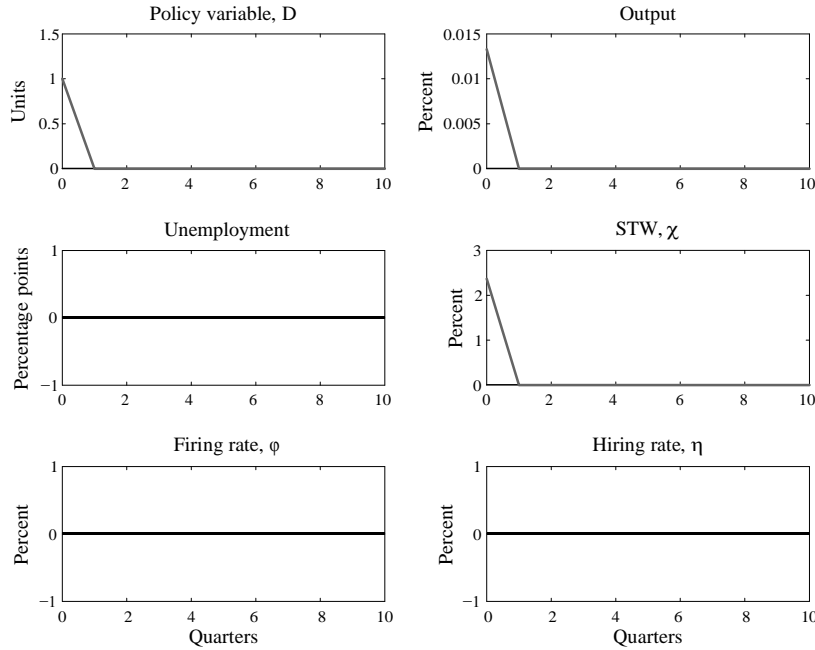 Policy variable, D
1.5
1
0.5
0
Units
0 2 4 6 8 10
Output
0.015
0.01
0.005
0
Percent
0 2 4 6 8 10
Unemployment
1
0
−1
Percentage points
0 2 4 6 8 10
STW, χ
3
2
1
0
Percent
0 2 4 6 8 10
Firing rate, φ
1
0
−1
Percent
0 2 4 6 8 10
Quarters
Hiring rate, η
1
0
−1
Percent
0 2 4 6 8 10
Quarters